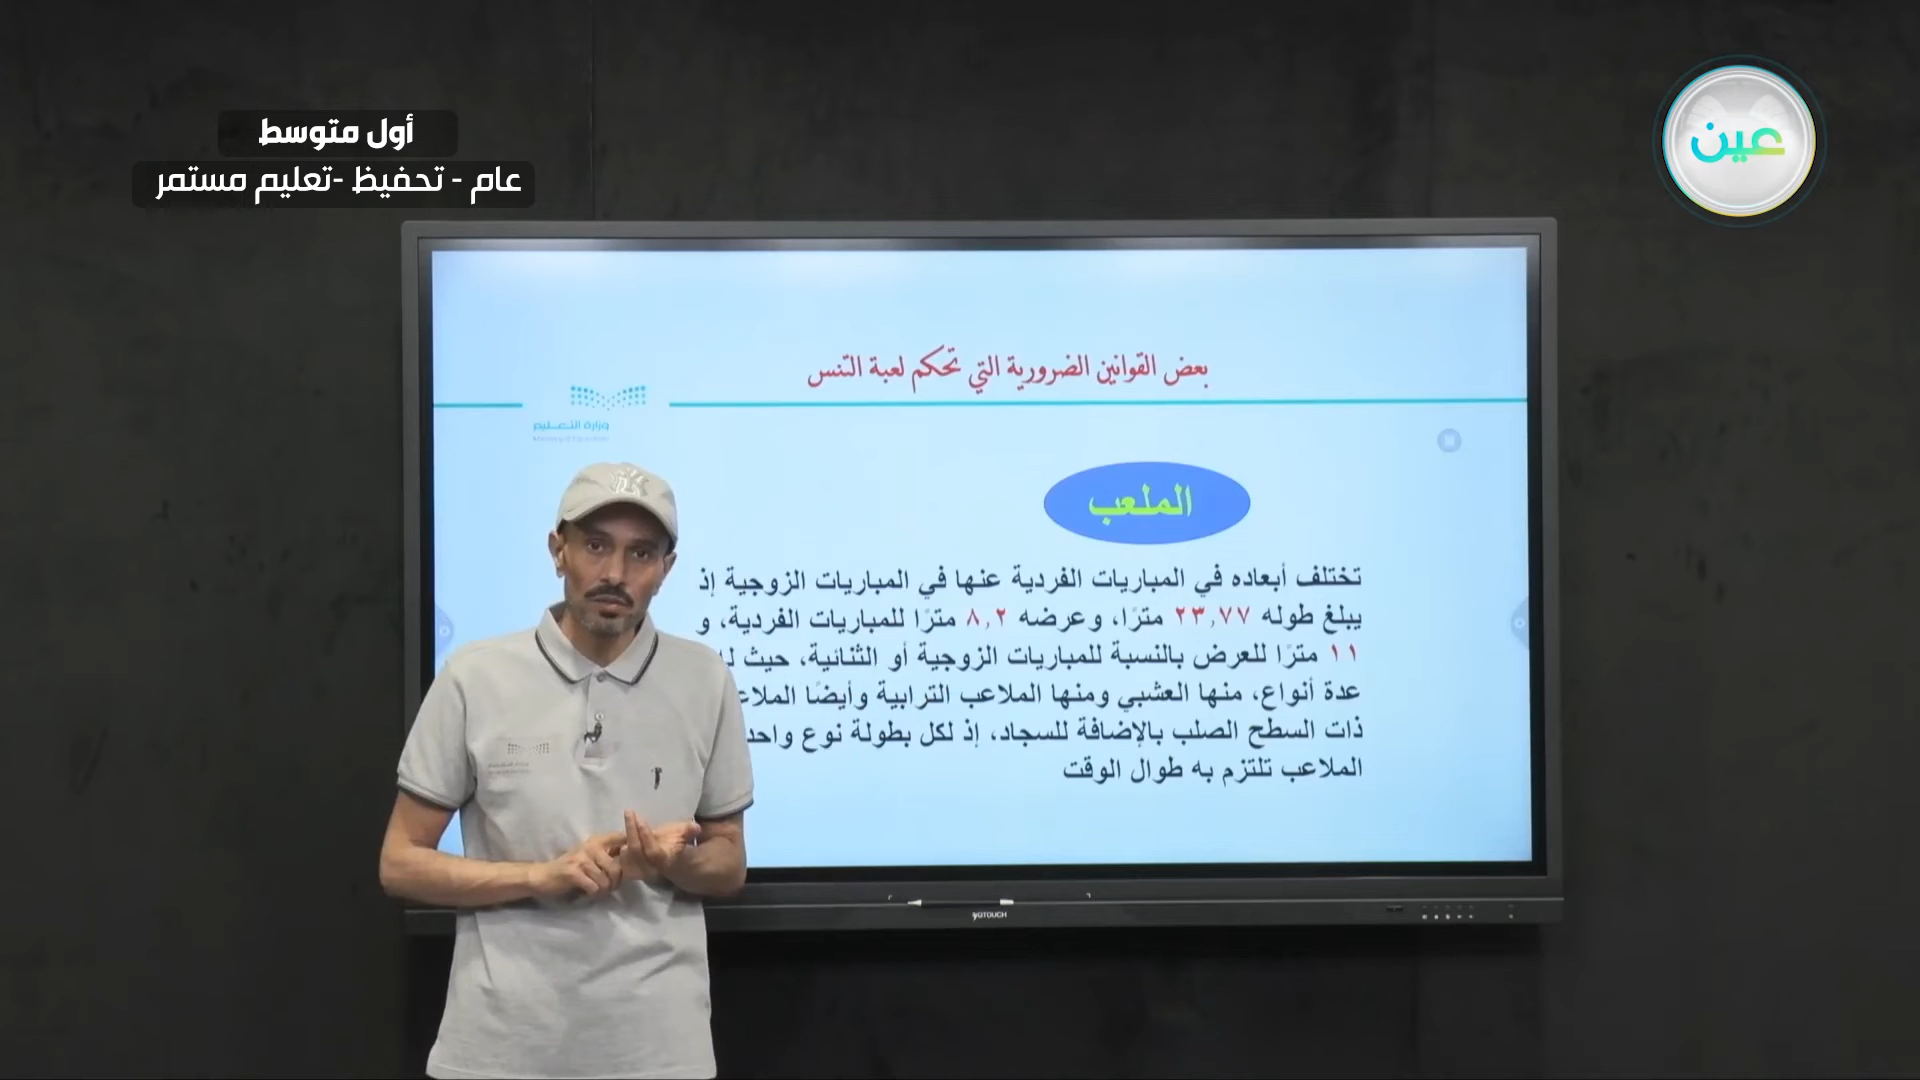 أول متوسط
عام - تحفيظ -تعليم مستمر
عين
بعض القوانين الضرورية التي تحكم لعبة التنس
وزارة التعليم
الملعب
تختلف أبعاده في المباريات الفردية عنها في المباريات الزوجية إذ
يبلغ طوله ٢٣,٧٧ مترًا، وعرضه ٨,٢ مترًا للمباريات الفردية، و
١١ مترًا للعرض بالنسبة للمباريات الزوجية أو الثنائية، حيث
عدة أنواع، منها العشبي ومنها الملاعب الترابية وأيضًا
ذات السطح الصلب بالإضافة للسجاد، إذ لكل بطولة نوع واحد
الملاعب تلتزم به طوال الوقت